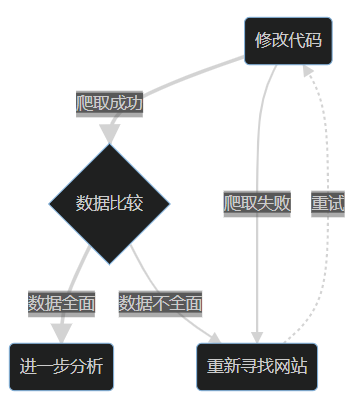 修改代码
爬取成功
数据比较
爬取失败
重试
数据全面
数据不全面
进一步分析
重新寻找网站